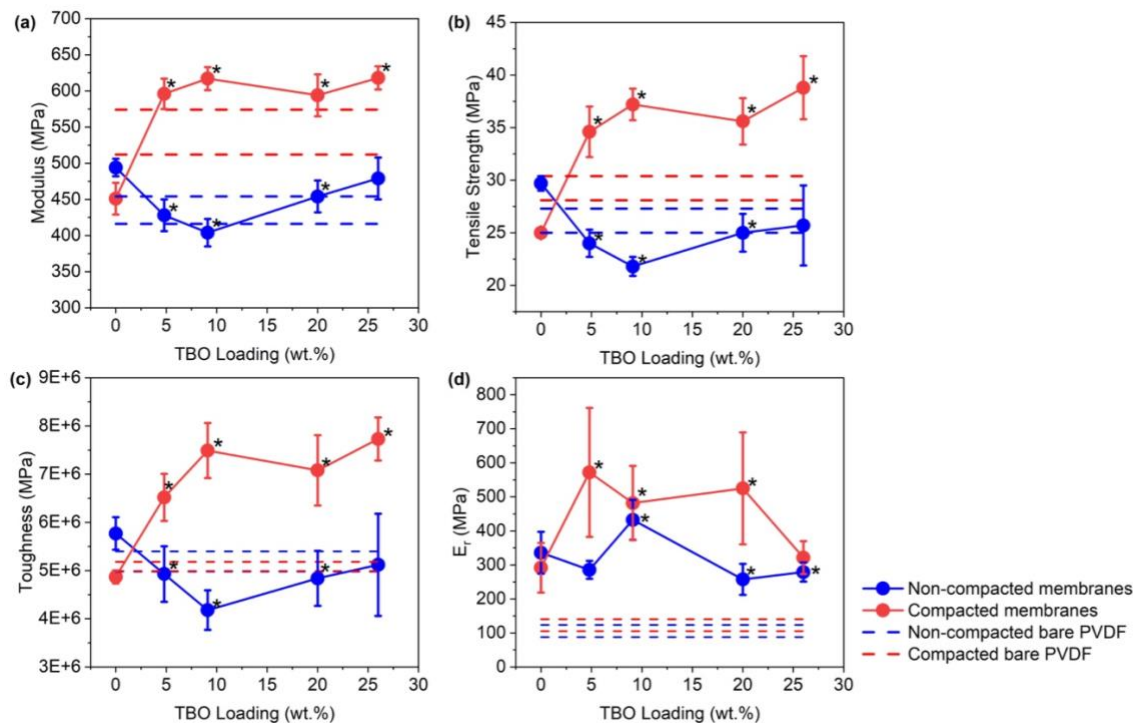 (a)
700
650
600
550
500
450
400
350
300
Modulus (MPa)
0 5 10 15 20 25 30
TBO Loading (wt.%)
* * * *
* * *
(b)
45
40
35
30
25
20
Tensile Strength (MPa)
0 5 10 15 20 25 30
TBO Loading (wt.%)
* * * *
* * *
(c)
9E+6
8E+6
7E+6
6E+6
5E+6
4E+6
3E+6
Toughness (MPa)
0 5 10 15 20 25 30
TBO Loading (wt.%)
* * * *
* * *
(d)
800
700
600
500
400
300
200
100
0
Er (MPa)
0 5 10 15 20 25 30
TBO Loading (wt.%)
* * *
* * *
Non-compacted membranes
Compacted membranes
Non-compacted bare PVDF
Compacted bare PVDF